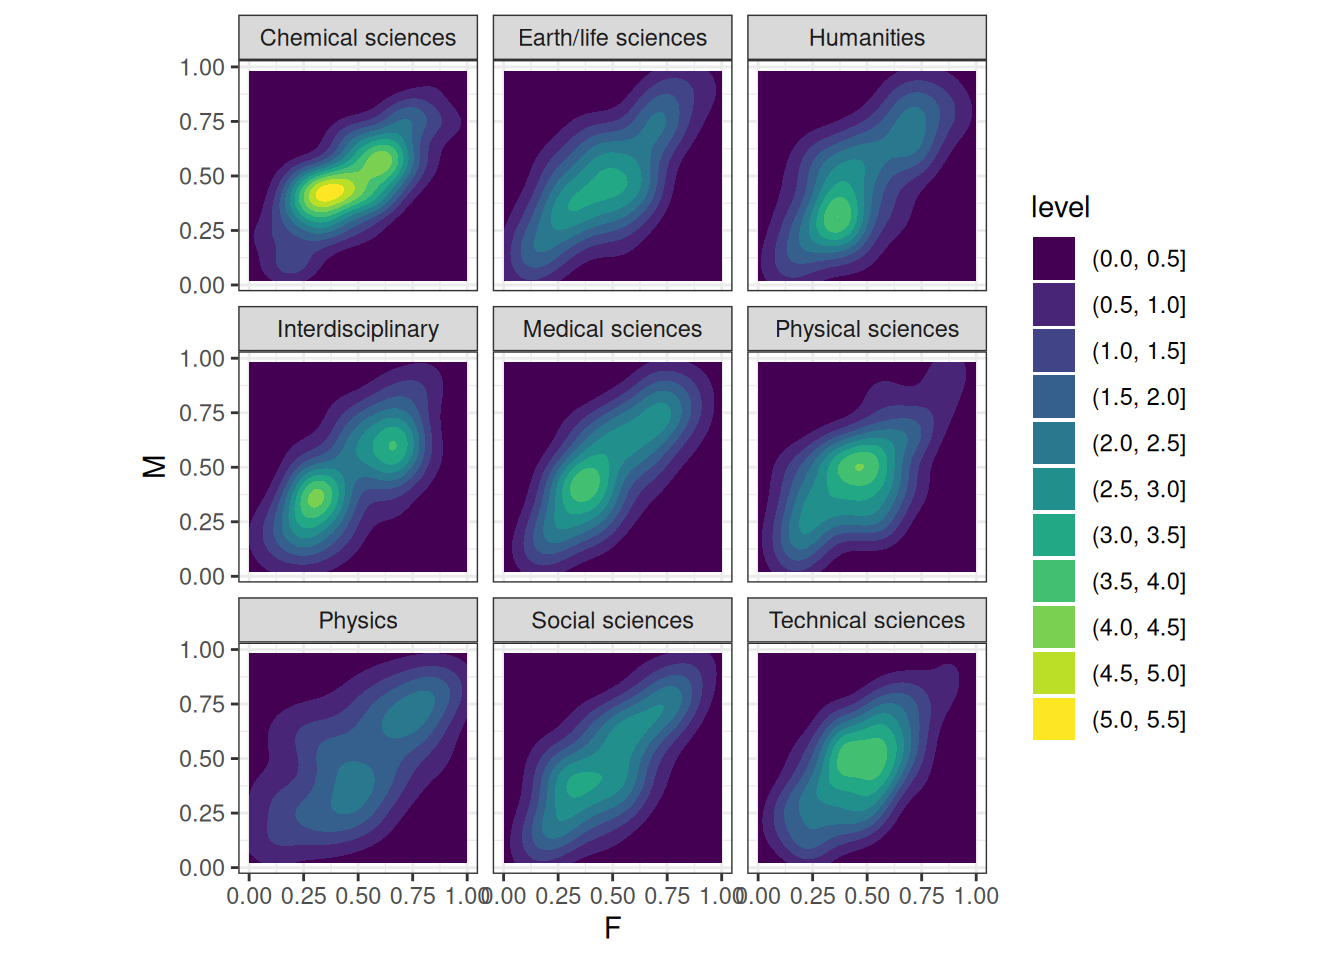 Chemical sciences
Earth/life sciences
Humanities
1.00
0.75
0.50
0.25
0.00
Interdisciplinary
Medical sciences
Physical sciences
1.00
0.75
0.50
0.25
0.00
Physics
Social sciences
Technical sciences
1.00
0.75
0.50
0.25
0.00
0.00 0.25 0.50 0.75 1.00
0.00 0.25 0.50 0.75 1.00
0.00 0.25 0.50 0.75 1.00
F
M
level
(0.0, 0.5]
(0.5, 1.0]
(1.0, 1.5]
(1.5, 2.0]
(2.0, 2.5]
(2.5, 3.0]
(3.0, 3.5]
(3.5, 4.0]
(4.0, 4.5]
(4.5, 5.0]
(5.0, 5.5]